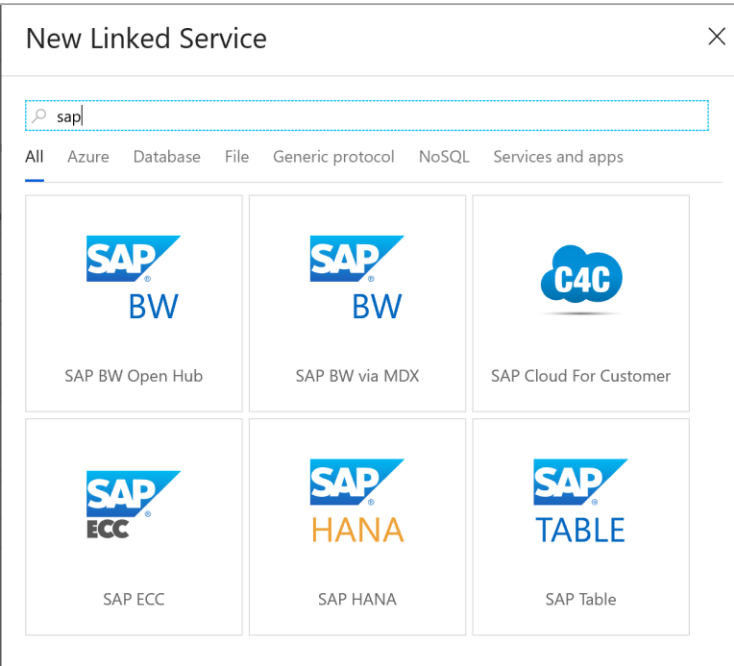 New Linked Service
sap
All Azure Database File Generic protocol NoSQL Services and apps
SAP® BW SAP® BW C4C
SAP BW Open Hub SAP BW via MDX SAP Cloud For Customer
SAP® ECC SAP® HANA SAP® TABLE
SAP ECC SAP HANA SAP Table